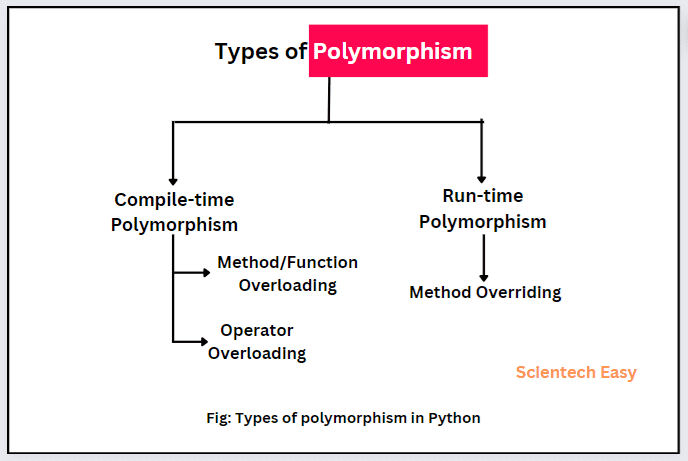 Types of Polymorphism
Compile-time
Polymorphism
Method/Function
Overloading
Operator
Overloading
Run-time
Polymorphism
Method Overriding
Scientech Easy
Fig: Types of polymorphism in Python